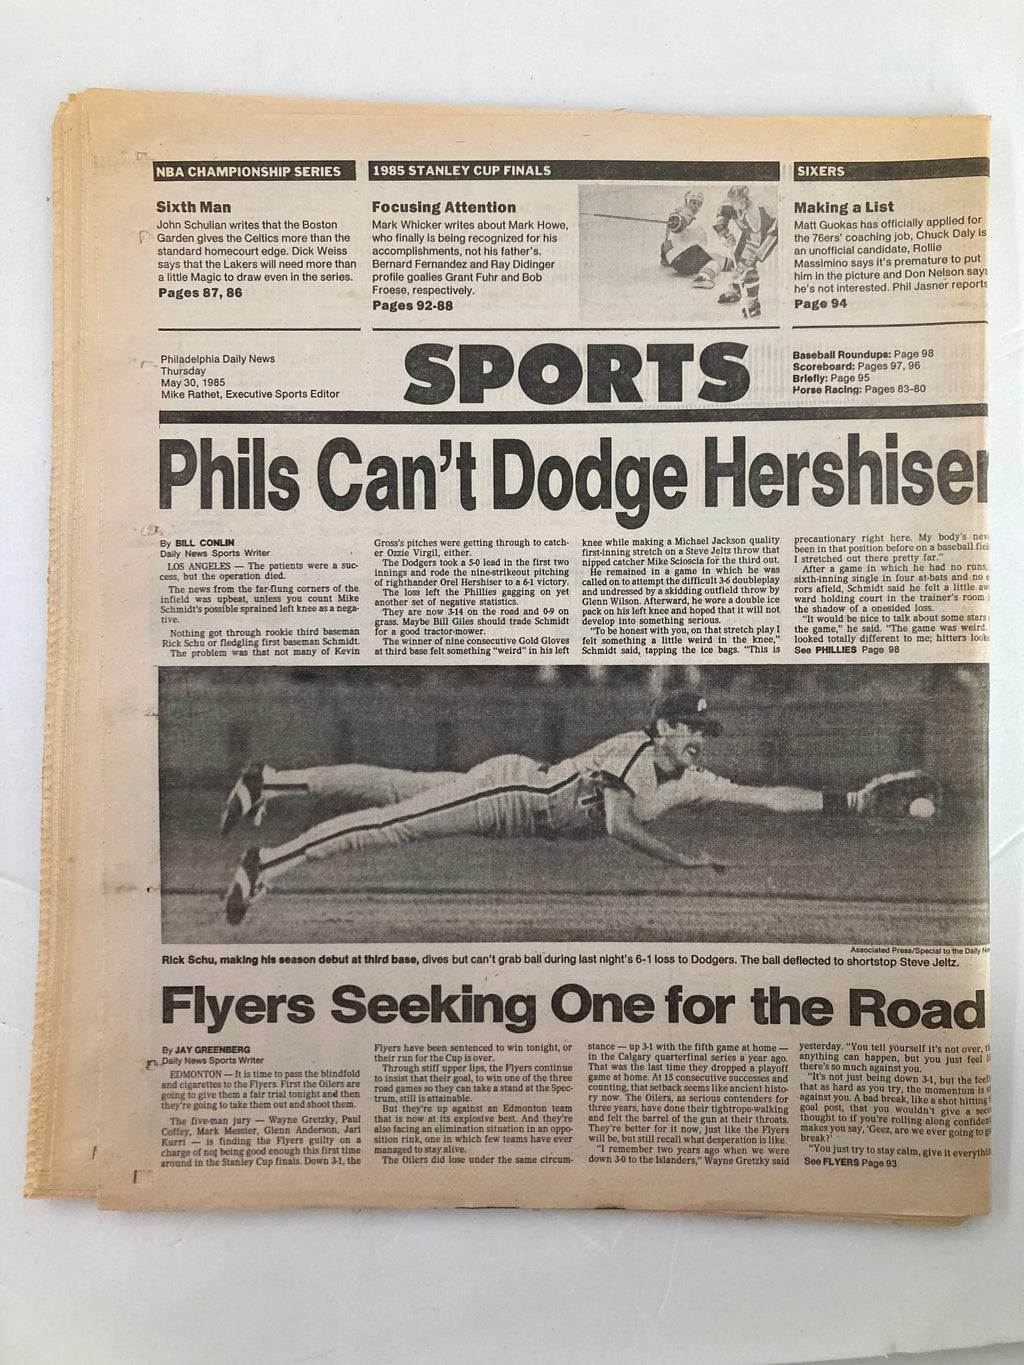 NBA CHAMPIONSHIP SERIES
Sixth Man
John Schulian writes that the Boston
Garden gives the Celtics more than the
standard homecourt edge. Dick Weiss
says that the Lakers will need more than
a little Magic to draw even in the series.
Pages 87, 86
1985 STANLEY CUP FINALS
Focusing Attention
Mark Whicker writes about Mark Howe,
who finally is being recognized for his
accomplishments, not his father's.
Bernard Fernandez and Ray Didinger
profile goalies Grant Fuhr and Bob
Froese, respectively.
Pages 92-88
SIXERS
Making a List
Matt Guokas has officially applied for
the 76ers' coaching job, Chuck Daly is
an unofficial candidate, Rollie
Massimino says it's premature to put
him in the picture and Don Nelson says
he's not interested. Phil Jasner reports
Page 94
Philadelphia Daily News
Thursday
May 30, 1985
Mike Rathet, Executive Sports Editor
SPORTS
Baseball Roundups: Page 98
Scoreboard: Pages 97, 96
Briefly: Page 95
Horse Racing: Pages 83-80
Phils Can't Dodge Hershiser
By BILL CONLIN
Daily News Sports Writer
LOS ANGELES — The patients were a suc-
cess, but the operation died.
The news from the far-flung corners of the
infield was upbeat, unless you count Mike
Schmidt's possible sprained left knee as a nega-
tive.
Nothing got through rookie third baseman
Rick Schu or fledgling first baseman Schmidt.
The problem was that not many of Kevin
Gross's pitches were getting through to catch-
er Ozzie Virgil, either.
The Dodgers took a 5-0 lead in the first two
innings and rode the nine-strikeout pitching
of righthander Orel Hershiser to a 6-1 victory.
The loss left the Phillies gagging on yet
another set of negative statistics.
They are now 3-14 on the road and 0-9 on
grass. Maybe Bill Giles should trade Schmidt
for a good tractor-mower.
The winner of nine consecutive Gold Gloves
at third base felt something "weird" in his left
knee while making a Michael Jackson quality
first-inning stretch on a Steve Jeltz throw that
nipped catcher Mike Scioscia for the third out.
He remained in a game in which he was
called on to attempt the difficult 3-6 doubleplay
and undressed by a skidding outfield throw by
Glenn Wilson. Afterward, he wore a double ice
pack on his left knee and hoped that it will not
develop into something serious.
"To be honest with you, on that stretch play I
felt something a little weird in the knee,"
Schmidt said, tapping the ice bags. "This is
precautionary right here. My body's nev
been in that position before on a baseball fiel
I stretched out there pretty far."
After a game in which he had no runs,
sixth-inning single in four at-bats and no e
rors afield, Schmidt said he felt a little aw
ward holding court in the trainer's room
the shadow of a onesided loss.
"It would be nice to talk about some stars
the game," he said. "The game was weird.
looked totally different to me; hitters looke
See PHILLIES Page 98
Associated Press/Special to the Daily Ne
Rick Schu, making his season debut at third base, dives but can't grab ball during last night's 6-1 loss to Dodgers. The ball deflected to shortstop Steve Jeltz.
Flyers Seeking One for the Road
By JAY GREENBERG
Daily News Sports Writer
EDMONTON — It is time to pass the blindfold
and cigarettes to the Flyers. First the Oilers are
going to give them a fair trial tonight and then
they're going to take them out and shoot them.
The five-man jury — Wayne Gretzky, Paul
Coffey, Mark Messier, Glenn Anderson, Jari
Kurri — is finding the Flyers guilty on a
charge of not being good enough this first time
around in the Stanley Cup finals. Down 3-1, the
Flyers have been sentenced to win tonight, or
their run for the Cup is over.
Through stiff upper lips, the Flyers continue
to insist that their goal, to win one of the three
road games so they can take a stand at the Spec-
trum, still is attainable.
But they're up against an Edmonton team
that is now at its explosive best. And they're
also facing an elimination situation in an oppo-
sition rink, one in which few teams have ever
managed to stay alive.
The Oilers did lose under the same circum-
stance — up 3-1 with the fifth game at home —
in the Calgary quarterfinal series a year ago.
That was the last time they dropped a playoff
game at home. At 15 consecutive successes and
counting, that setback seems like ancient histo-
ry now. The Oilers, as serious contenders for
three years, have done their tightrope-walking
and felt the barrel of the gun at their throats.
They're better for it now, just like the Flyers
will be, but still recall what desperation is like.
"I remember two years ago when we were
down 3-0 to the Islanders," Wayne Gretzky said
yesterday. "You tell yourself it's not over, th
anything can happen, but you just feel li
there's so much against you.
"It's not just being down 3-1, but the feeli
that as hard as you try, the momentum is st
against you. A bad break, like a shot hitting
goal post, that you wouldn't give a seco
thought to if you're rolling along confident
makes you say, 'Geez, are we ever going to ge
break?'
"You just try to stay calm, give it everythin
See FLYERS Page 93